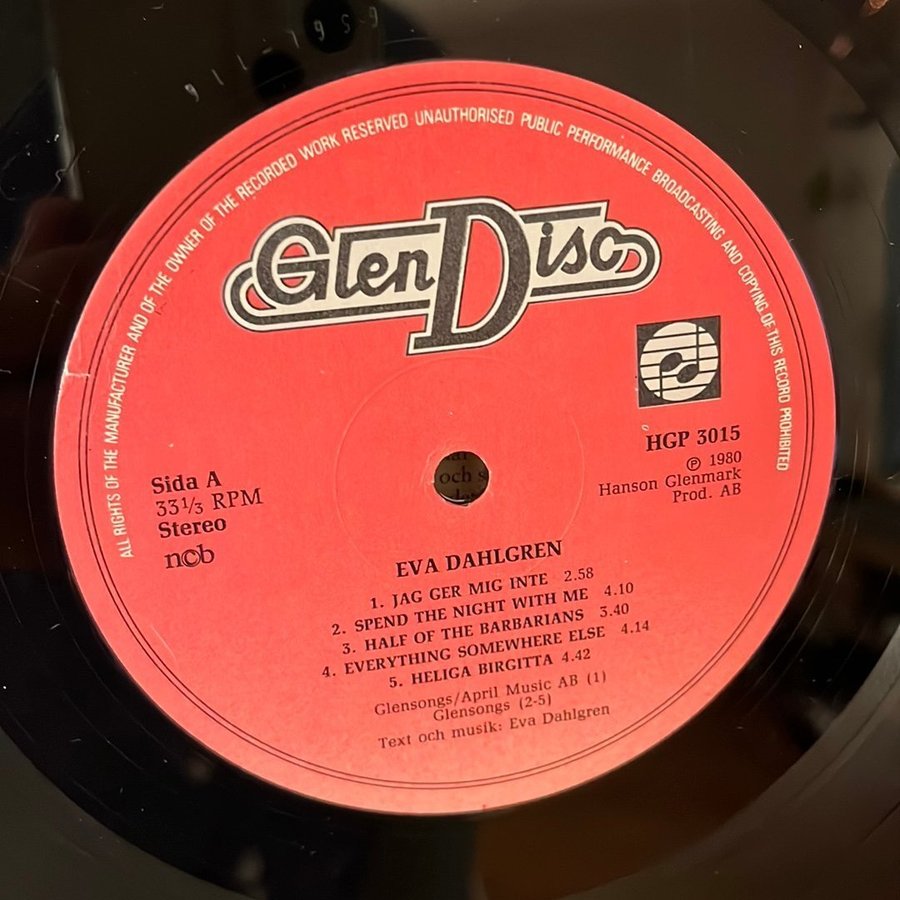 ALL RIGHTS OF THE MANUFACTURER AND OF THE OWNER OF THE RECORDED WORK RESERVED UNAUTHORISED PUBLIC PERFORMANCE BROADCASTING AND COPYING OF THIS RECORD PROHIBITED
Glen Disc
HGP 3015
℗ 1980
Hanson Glenmark
Prod. AB
Sida A
33⅓ RPM
Stereo
ncb
och s
EVA DAHLGREN
1. JAG GER MIG INTE 2.58
2. SPEND THE NIGHT WITH ME 4.10
3. HALF OF THE BARBARIANS 3.40
4. EVERYTHING SOMEWHERE ELSE 4.14
5. HELIGA BIRGITTA 4.42
Glensongs/April Music AB (1)
Glensongs (2-5)
Text och musik: Eva Dahlgren